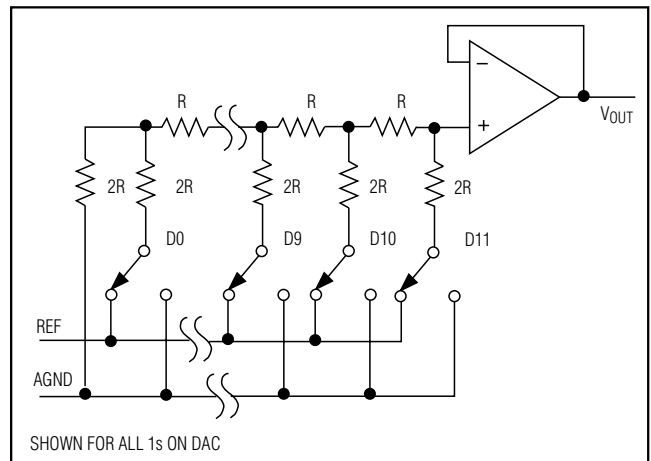 R R R
−
+
VOUT
2R 2R 2R 2R 2R
D0 D9 D10 D11
REF
AGND
SHOWN FOR ALL 1s ON DAC